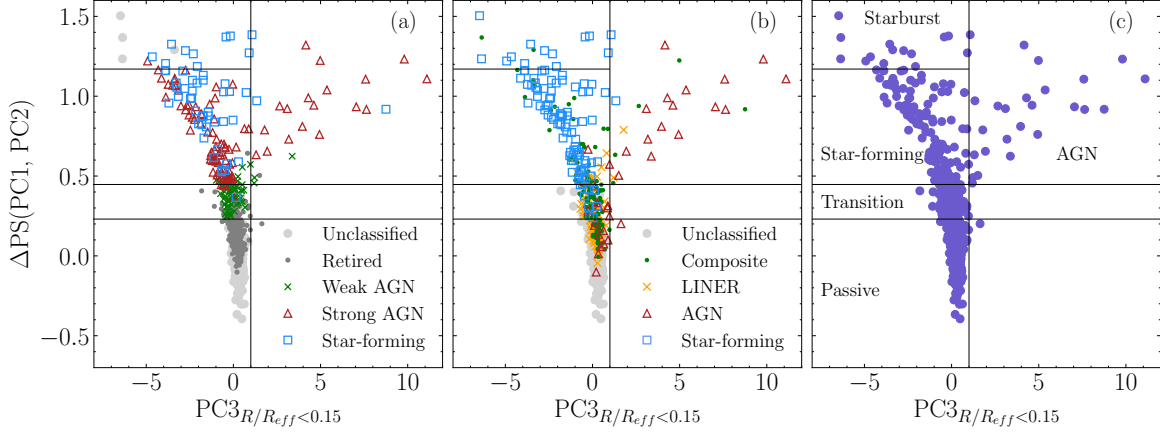 ΔPS(PC1, PC2)
1.5
1.0
0.5
0.0
−0.5
(a)
Unclassified
Retired
Weak AGN
Strong AGN
Star-forming
−5 0 5 10
PC3R/Reff<0.15
(b)
Unclassified
Composite
LINER
AGN
Star-forming
−5 0 5 10
PC3R/Reff<0.15
Starburst (c)
Star-forming AGN
Transition
Passive
−5 0 5 10
PC3R/Reff<0.15